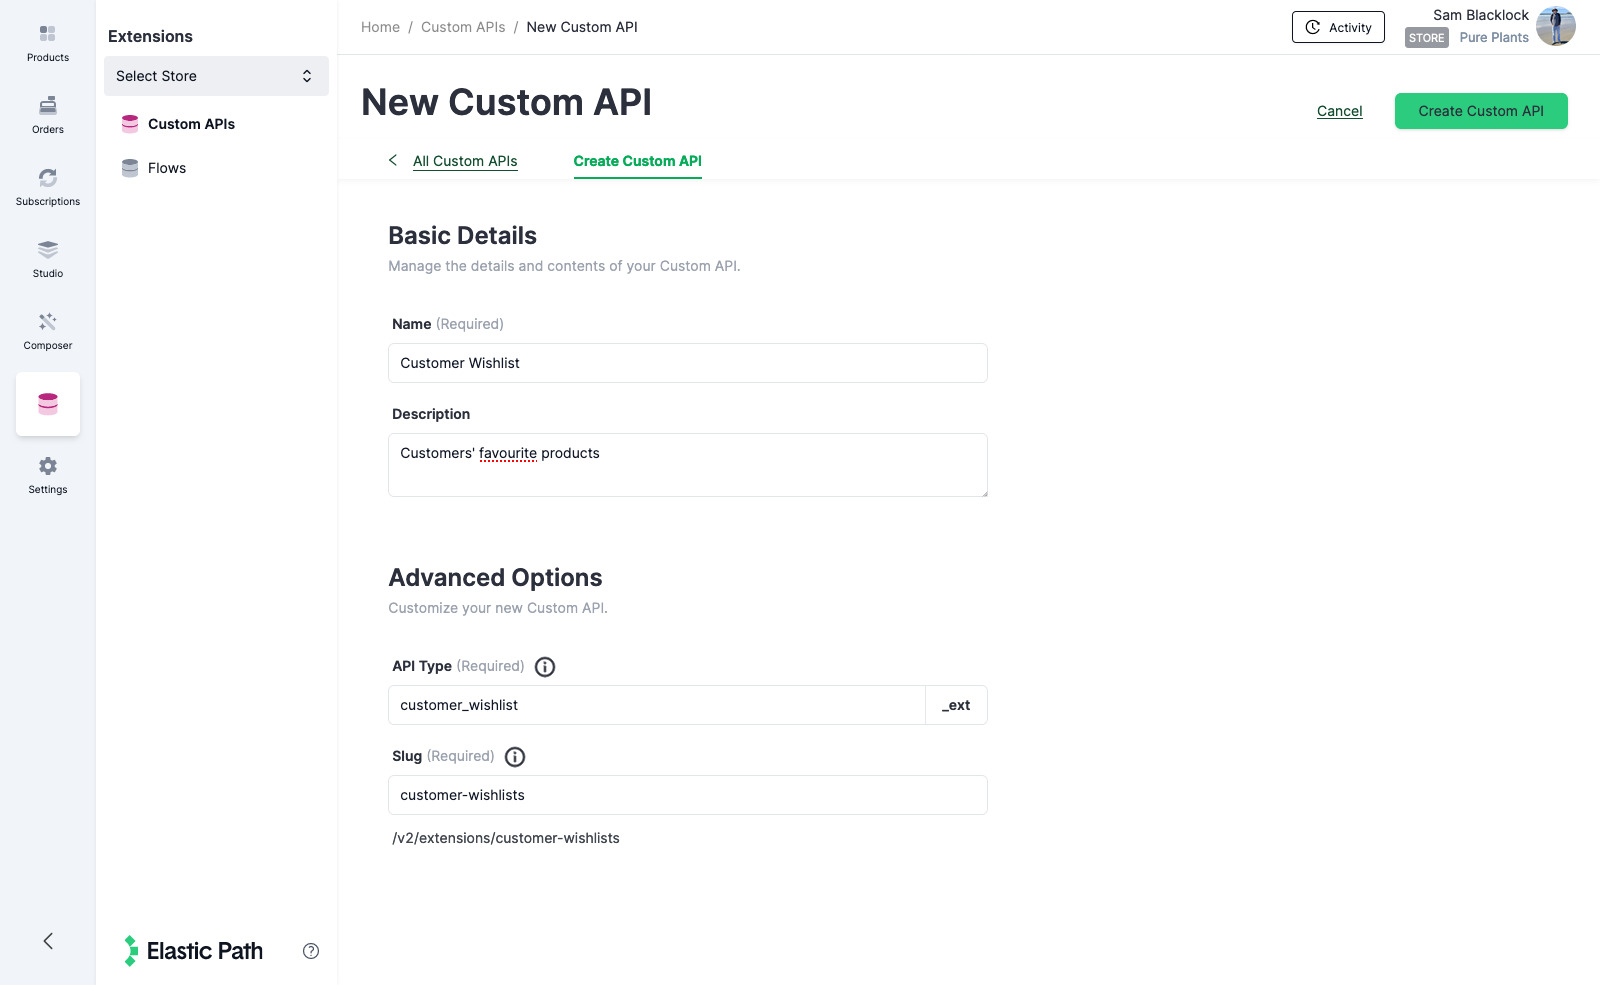 Products
Orders
Subscriptions
Studio
Composer
Settings
Extensions
Select Store
Custom APIs
Flows
Elastic Path
Home / Custom APIs / New Custom API
Activity
Sam Blacklock
STORE Pure Plants
New Custom API
Cancel
Create Custom API
All Custom APIs
Create Custom API
Basic Details
Manage the details and contents of your Custom API.
Name (Required)
Customer Wishlist
Description
Customers' favourite products
Advanced Options
Customize your new Custom API.
API Type (Required)
customer_wishlist
_ext
Slug (Required)
customer-wishlists
/v2/extensions/customer-wishlists